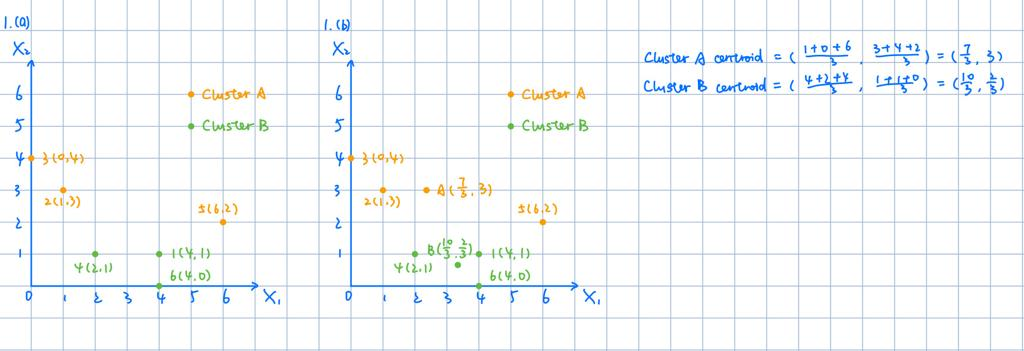 1.(a)
X₂
6
5
4
3
2
1
0 1 2 3 4 5 6 X₁
Cluster A
Cluster B
3(0,4)
2(1,3)
5(6,2)
4(2,1)
1(4,1)
6(4,0)
1.(b)
X₂
6
5
4
3
2
1
0 1 2 3 4 5 6 X₁
Cluster A
Cluster B
3(0,4)
2(1,3)
A(7/3, 3)
5(6,2)
B(10/3, 2/3)
4(2,1)
1(4,1)
6(4,0)
Cluster A centroid = ( (1+0+6)/3 , (3+4+2)/3 ) = (7/3, 3)
Cluster B centroid = ( (4+2+4)/3 , (1+1+0)/3 ) = (10/3, 2/3)